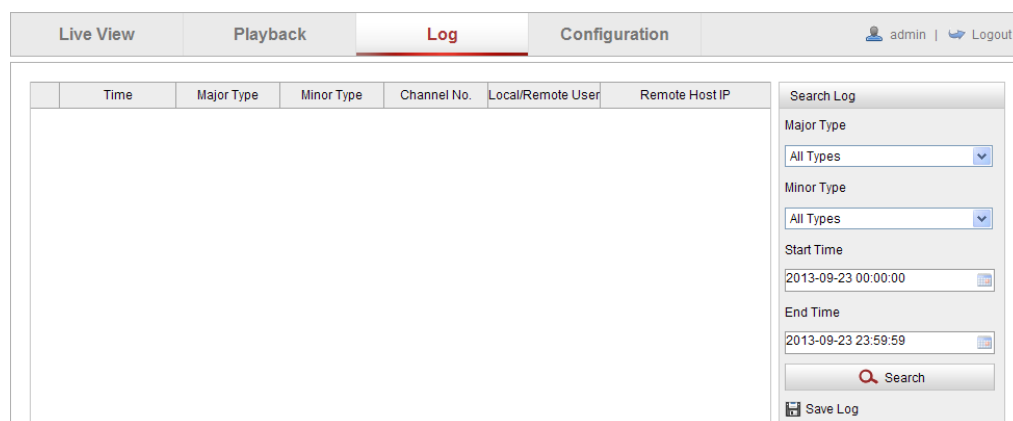 Live View Playback Log Configuration admin | Logout
Time Major Type Minor Type Channel No. Local/Remote User Remote Host IP
Search Log
Major Type
All Types
Minor Type
All Types
Start Time
2013-09-23 00:00:00
End Time
2013-09-23 23:59:59
Search
Save Log